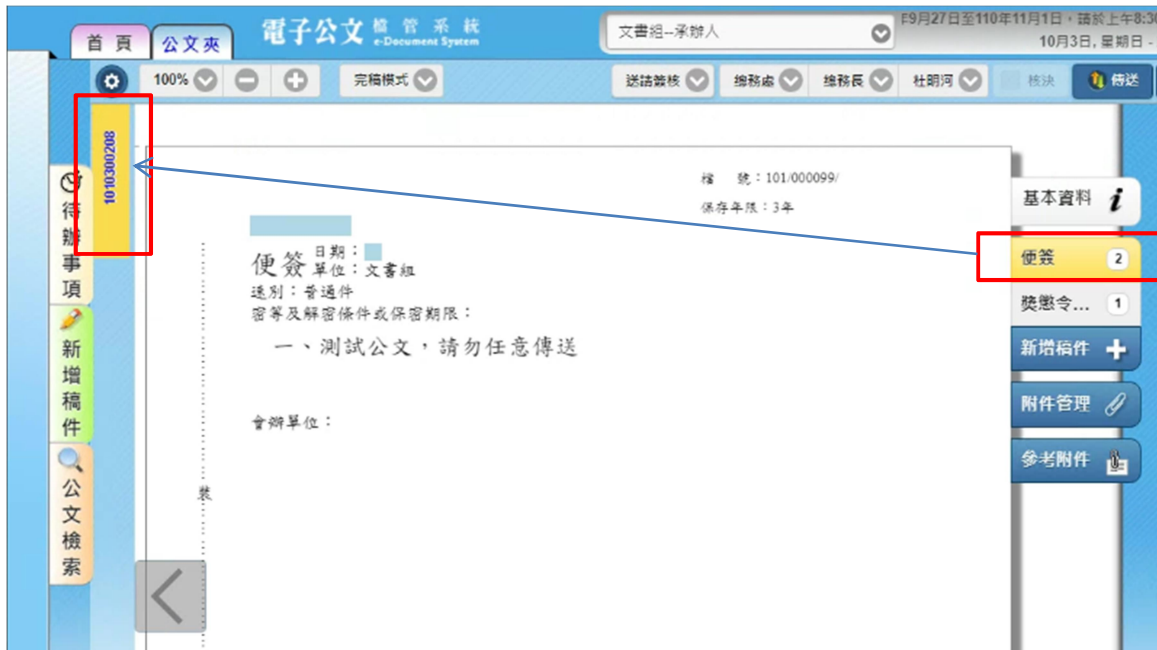 首 頁
公文夾
電子公文 檔 管 系 統
e-Document System
文書組--承辦人
9月27日至110年11月1日，請於上午8:30
10月3日, 星期日 -
100%
完稿模式
送請簽核
總務處
總務長
杜明河
核決
傳送
1010300208
待辦事項
新增稿件
公文檢索
檔 號：101/000099/
保存年限：3年
便簽
日期：
單位：文書組
速別：普通件
密等及解密條件或保密期限：
一、測試公文，請勿任意傳送
會辦單位：
裝
基本資料
便簽 2
獎懲令... 1
新增稿件
附件管理
參考附件